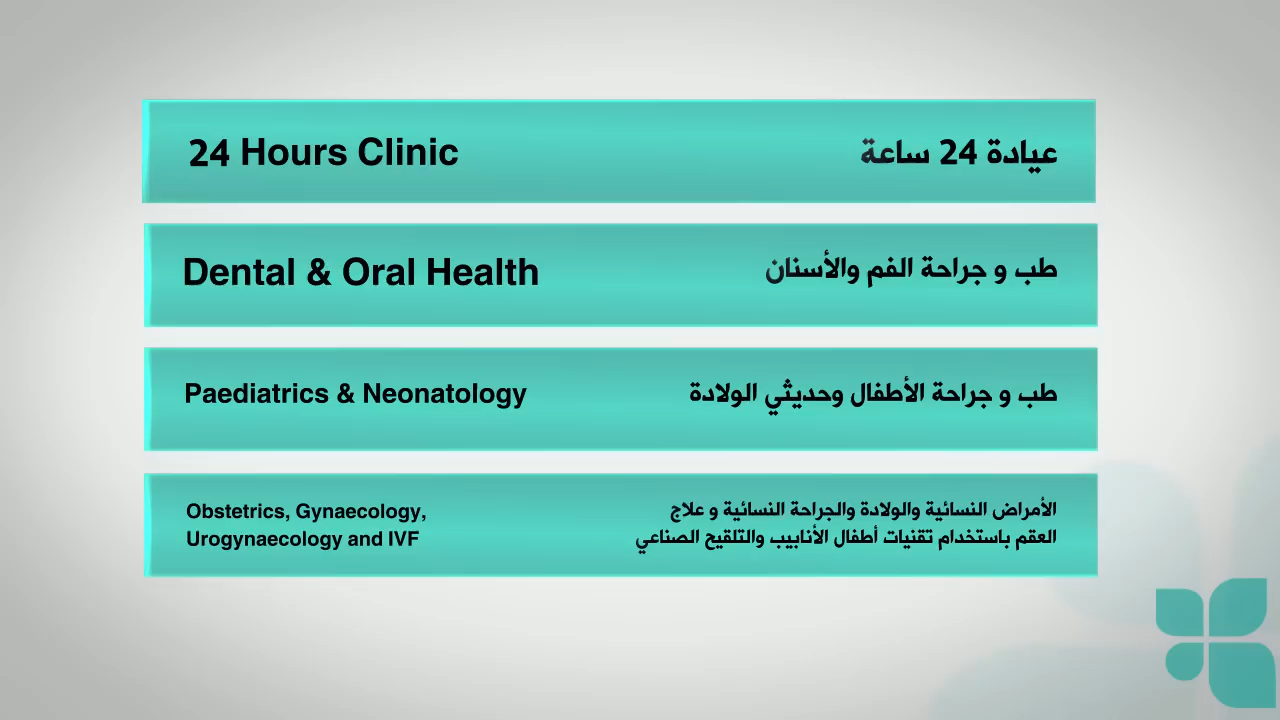 24 Hours Clinic
عيادة 24 ساعة
Dental & Oral Health
طب و جراحة الفم والأسنان
Paediatrics & Neonatology
طب و جراحة الأطفال وحديثي الولادة
Obstetrics, Gynaecology,
Urogynaecology and IVF
الأمراض النسائية والولادة والجراحة النسائية و علاج
العقم باستخدام تقنيات أطفال الأنابيب والتلقيح الصناعي